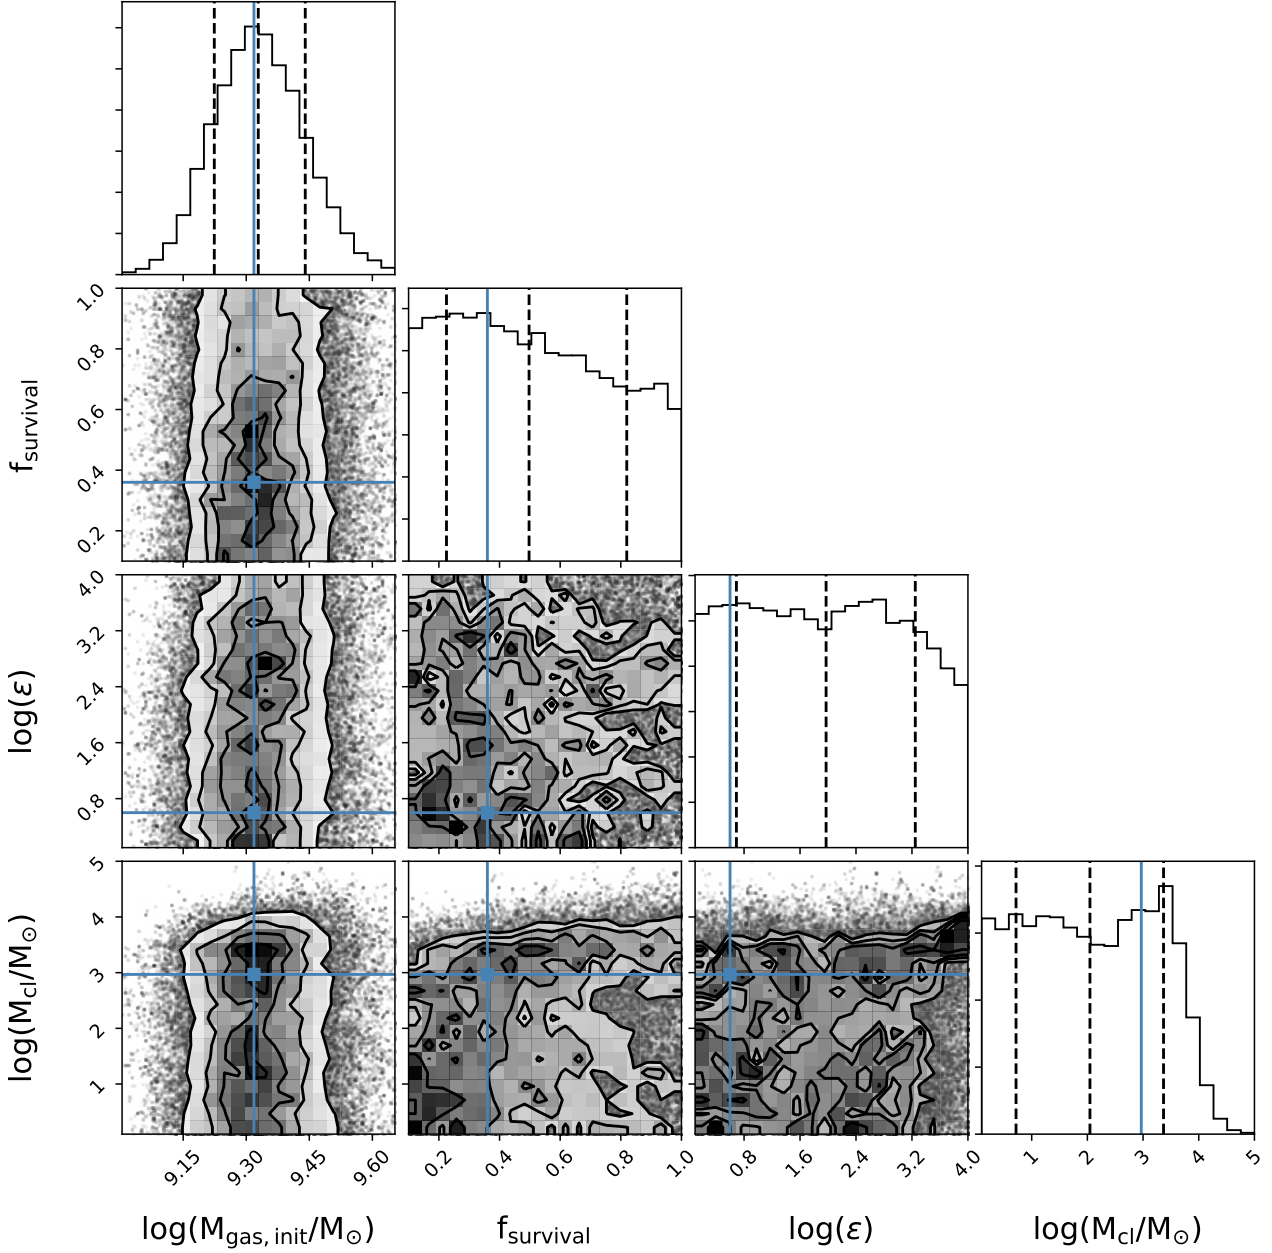 1.0
0.8
0.6
0.4
0.2
f_survival
4.0
3.2
2.4
1.6
0.8
log(ε)
5
4
3
2
1
log(M_cl/M_⊙)
9.15 9.30 9.45 9.60
0.2 0.4 0.6 0.8 1.0
0.8 1.6 2.4 3.2 4.0
1 2 3 4 5
log(M_gas, init/M_⊙)
f_survival
log(ε)
log(M_cl/M_⊙)